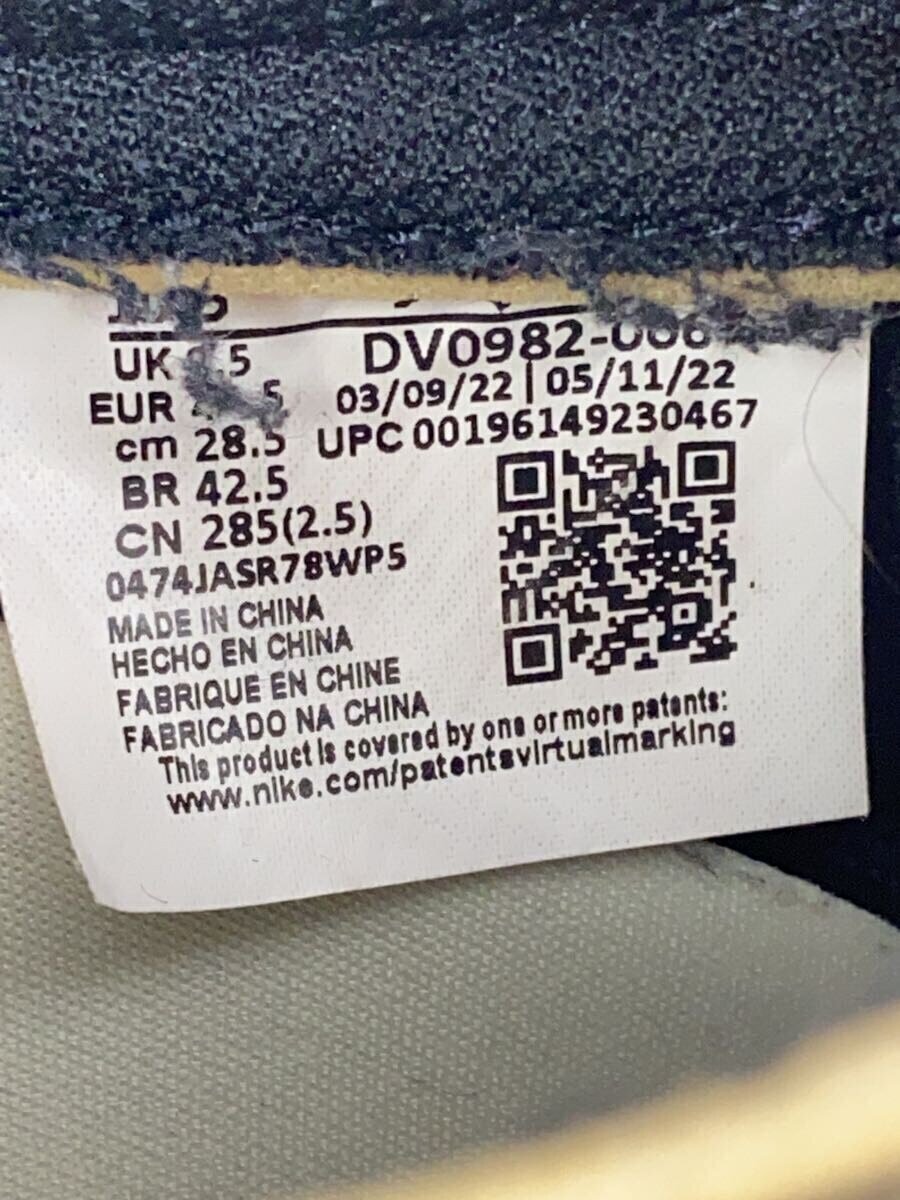 UK
DV0982-006
EUR
03/09/22 | 05/11/22
cm 28.5
UPC 00196149230467
BR 42.5
CN 285(2.5)
0474JASR78WP5
MADE IN CHINA
HECHO EN CHINA
FABRIQUE EN CHINE
FABRICADO NA CHINA
This product is covered by one or more patents:
www.nike.com/patentsvirtualmarking